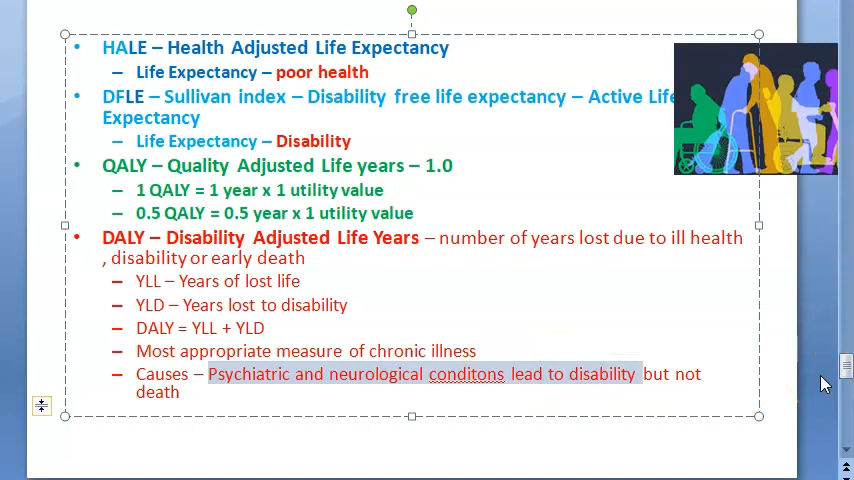 • HALE – Health Adjusted Life Expectancy
– Life Expectancy – poor health
• DFLE – Sullivan index – Disability free life expectancy – Active Life
Expectancy
– Life Expectancy – Disability
• QALY – Quality Adjusted Life years – 1.0
– 1 QALY = 1 year x 1 utility value
– 0.5 QALY = 0.5 year x 1 utility value
• DALY – Disability Adjusted Life Years – number of years lost due to ill health
, disability or early death
– YLL – Years of lost life
– YLD – Years lost to disability
– DALY = YLL + YLD
– Most appropriate measure of chronic illness
– Causes – Psychiatric and neurological conditons lead to disability but not
death